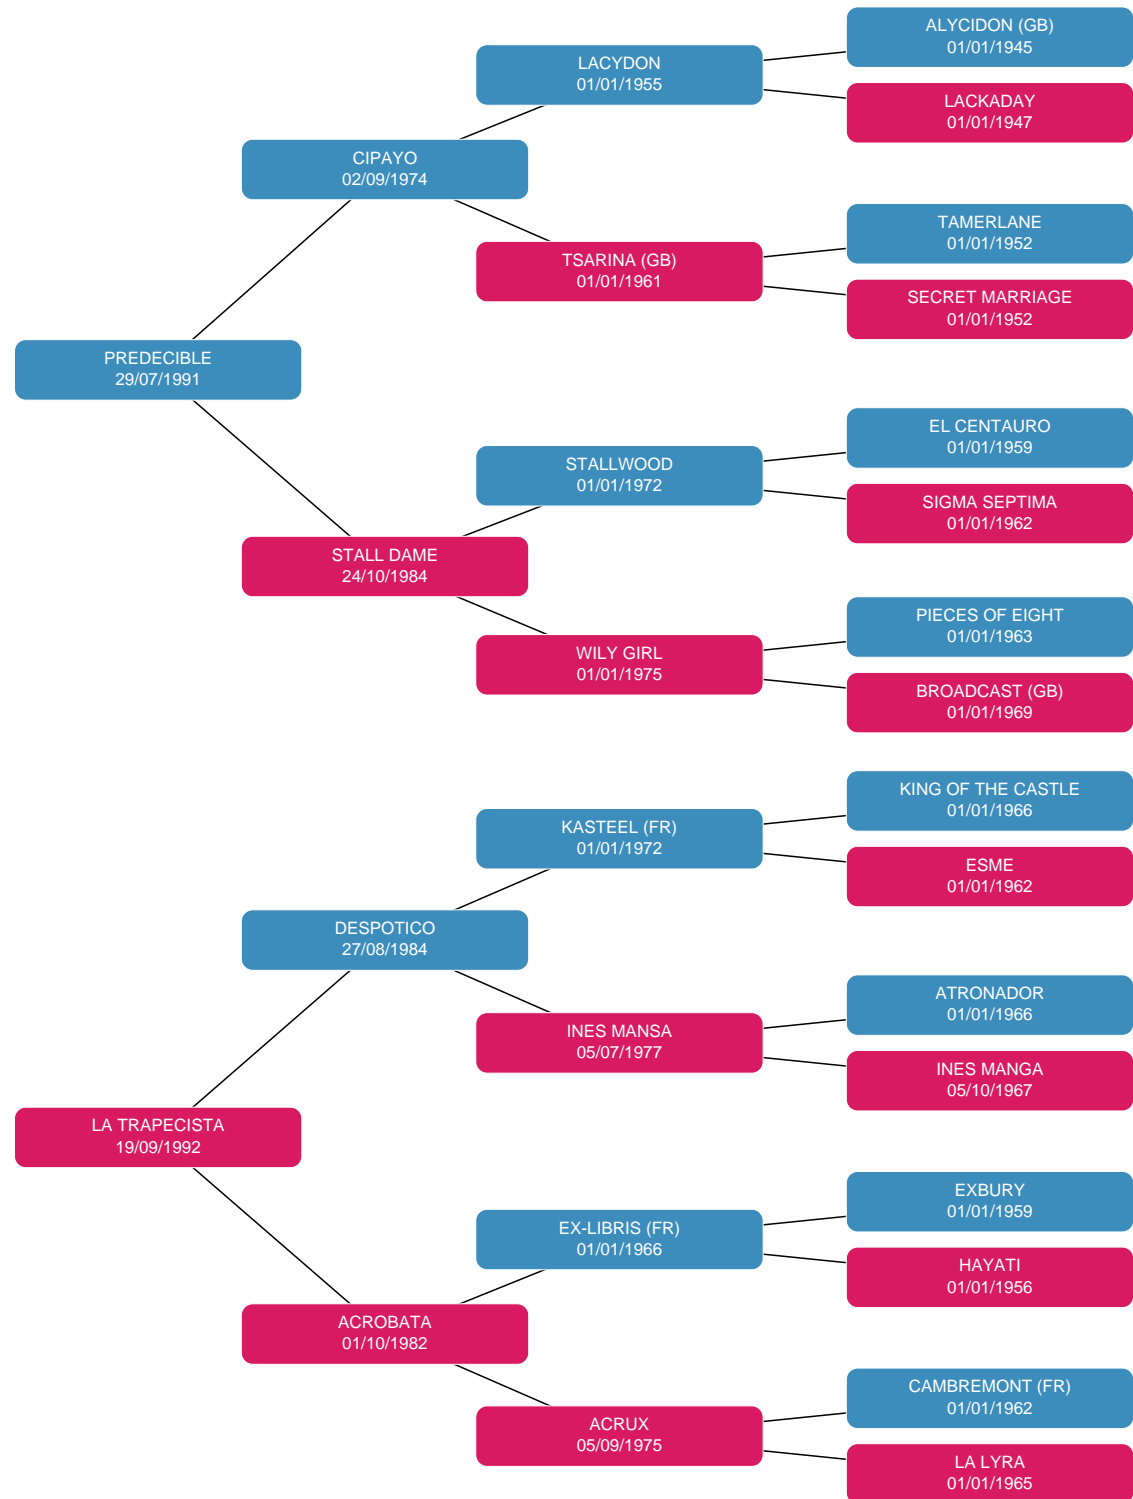 ALYCIDON (GB)
01/01/1945
LACYDON
01/01/1955
LACKADAY
01/01/1947
CIPAYO
02/09/1974
TAMERLANE
01/01/1952
TSARINA (GB)
01/01/1961
SECRET MARRIAGE
01/01/1952
PREDECIBLE
29/07/1991
EL CENTAURO
01/01/1959
STALLWOOD
01/01/1972
SIGMA SEPTIMA
01/01/1962
STALL DAME
24/10/1984
PIECES OF EIGHT
01/01/1963
WILY GIRL
01/01/1975
BROADCAST (GB)
01/01/1969
KING OF THE CASTLE
01/01/1966
KASTEEL (FR)
01/01/1972
ESME
01/01/1962
DESPOTICO
27/08/1984
ATRONADOR
01/01/1966
INES MANSA
05/07/1977
INES MANGA
05/10/1967
LA TRAPECISTA
19/09/1992
EXBURY
01/01/1959
EX-LIBRIS (FR)
01/01/1966
HAYATI
01/01/1956
ACROBATA
01/10/1982
CAMBREMONT (FR)
01/01/1962
ACRUX
05/09/1975
LA LYRA
01/01/1965